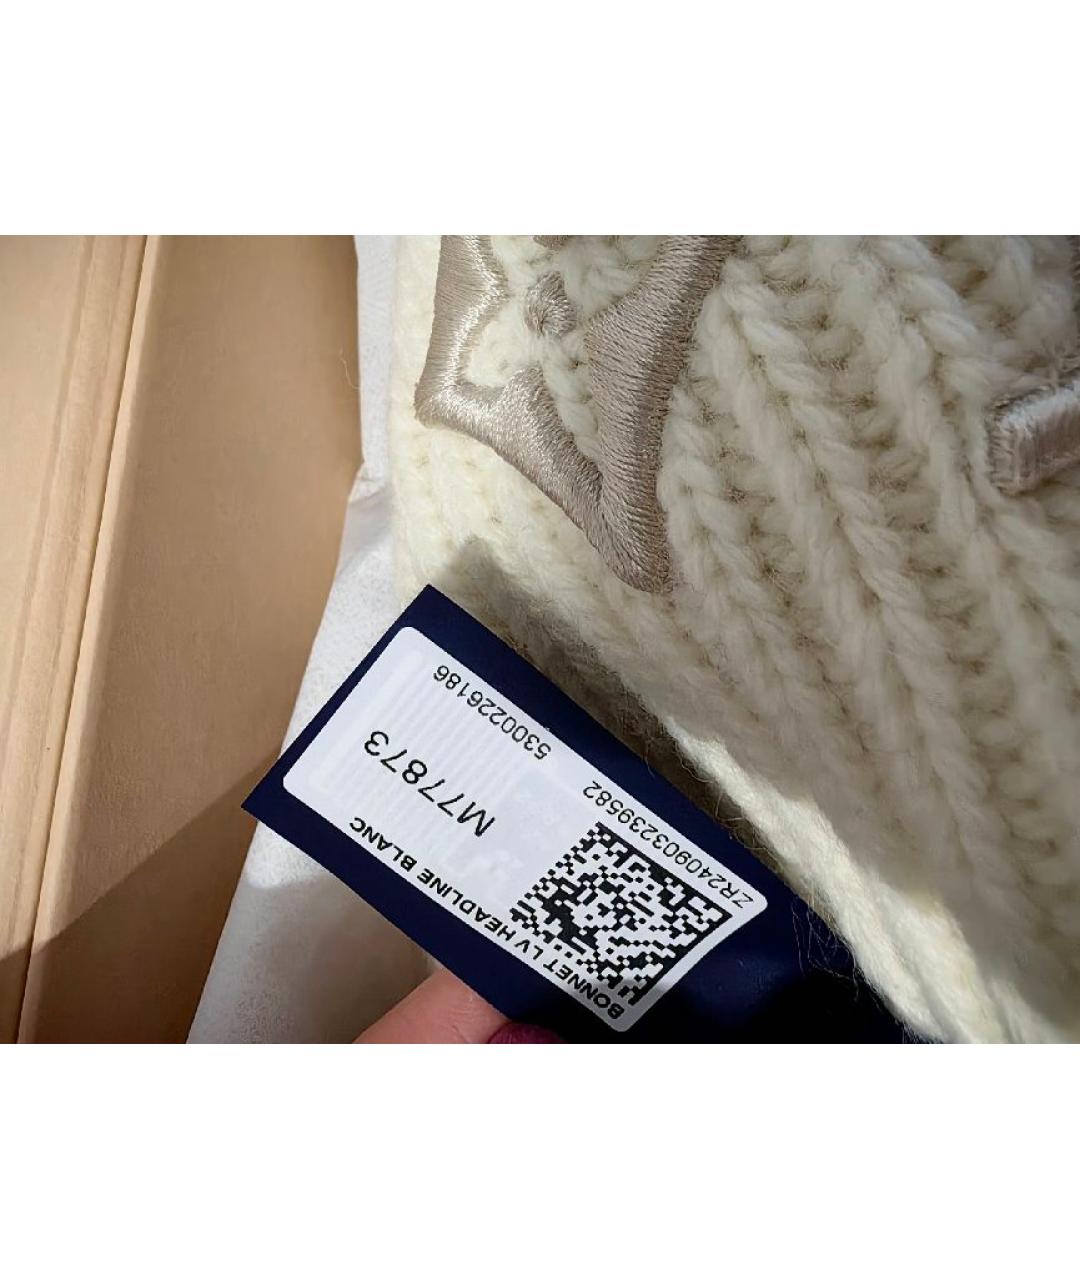 BONNET LV HEADLINE BLANC
M77873
ZR240903239582
5300226186